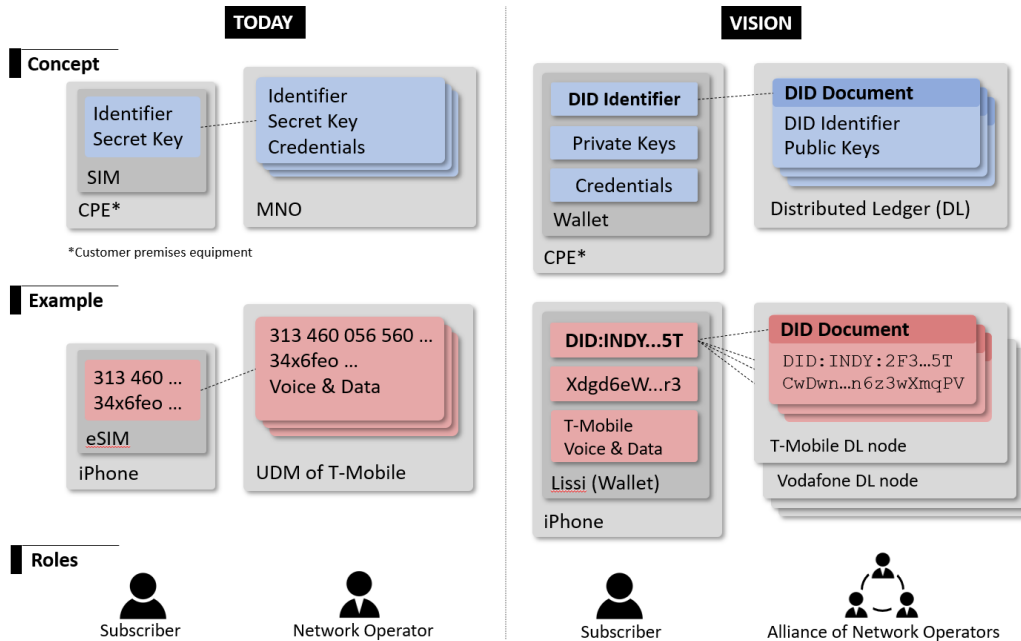 TODAY
VISION
Concept
Identifier
Secret Key
SIM
CPE*
Identifier
Secret Key
Credentials
MNO
*Customer premises equipment
DID Identifier
Private Keys
Credentials
Wallet
CPE*
DID Document
DID Identifier
Public Keys
Distributed Ledger (DL)
Example
313 460 ...
34x6feo ...
eSIM
iPhone
313 460 056 560 ...
34x6feo ...
Voice & Data
UDM of T-Mobile
DID:INDY...5T
Xdgd6eW...r3
T-Mobile
Voice & Data
Lissi (Wallet)
iPhone
DID Document
DID:INDY:2F3…5T
CwDwn…n6z3wXmqPV
T-Mobile DL node
Vodafone DL node
Roles
Subscriber
Network Operator
Subscriber
Alliance of Network Operators